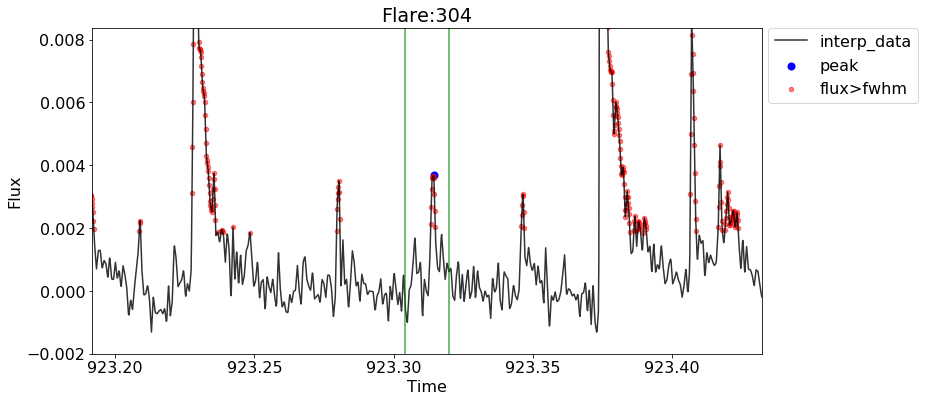 Flare:304
0.008
0.006
0.004
0.002
0.000
−0.002
Flux
923.20 923.25 923.30 923.35 923.40
Time
interp_data
peak
flux>fwhm